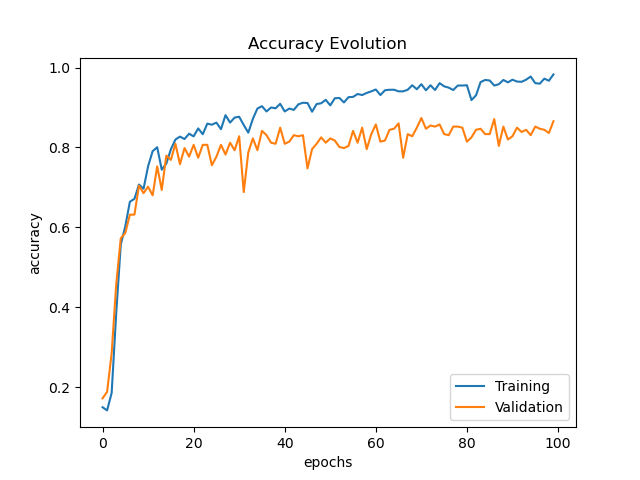 Accuracy Evolution
1.0
0.8
0.6
0.4
0.2
accuracy
0 20 40 60 80 100
epochs
Training
Validation